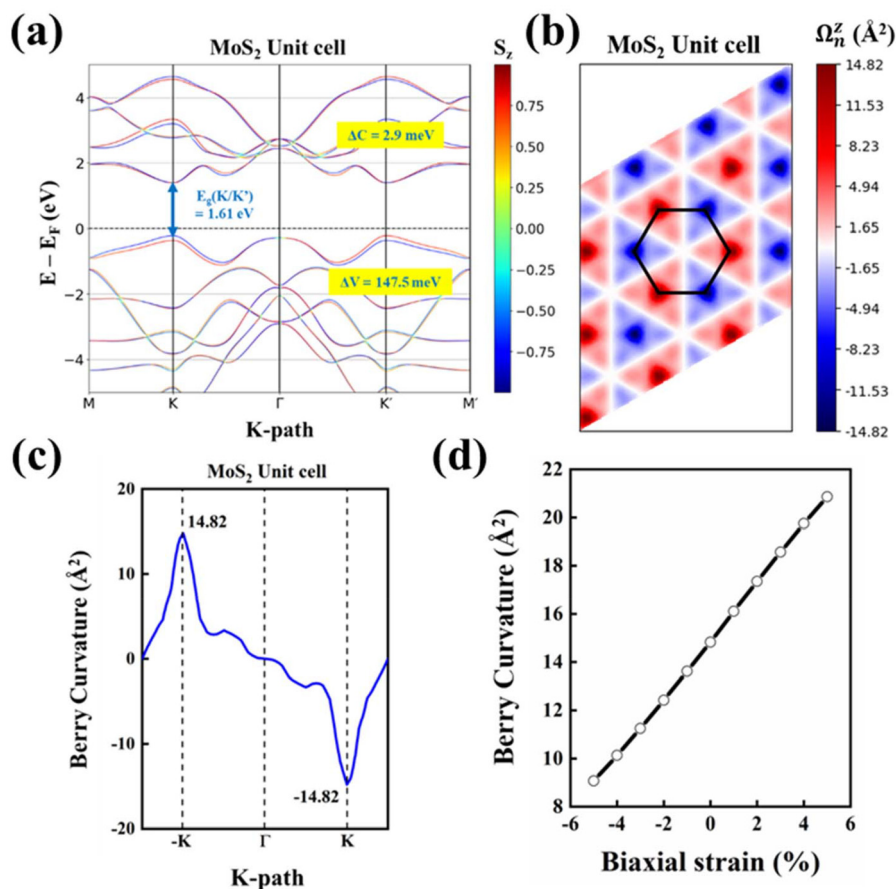 (a)
MoS₂ Unit cell
E − E_F (eV)
4
2
0
−2
−4
ΔC = 2.9 meV
E_g(K/K’)
= 1.61 eV
ΔV = 147.5 meV
M
K
Γ
K′
M′
K-path
S_z
0.75
0.50
0.25
0.00
−0.25
−0.50
−0.75
(b)
MoS₂ Unit cell
Ω_n^z (Å²)
14.82
11.53
8.23
4.94
1.65
-1.65
-4.94
-8.23
-11.53
-14.82
(c)
MoS₂ Unit cell
Berry Curvature (Å²)
20
10
0
-10
-20
14.82
-14.82
-K
Γ
K
K-path
(d)
Berry Curvature (Å²)
22
20
18
16
14
12
10
8
-6
-4
-2
0
2
4
6
Biaxial strain (%)